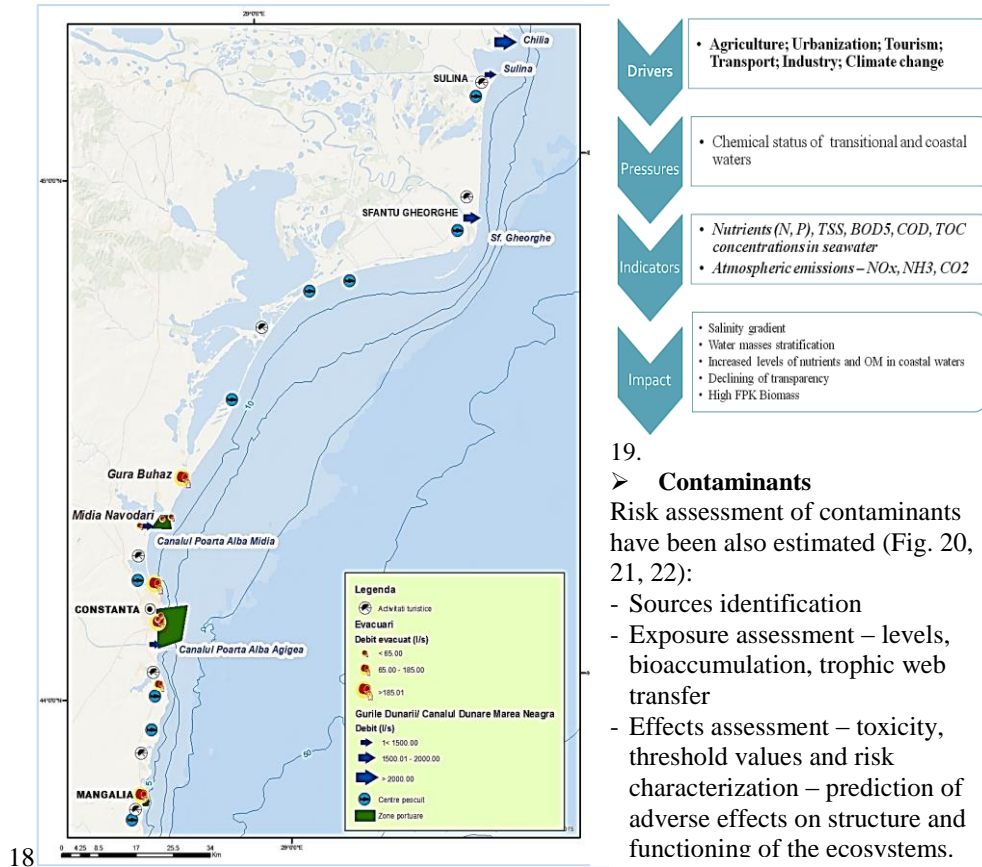 29°0'0"E
Chilia
SULINA
Sulina
45°0'0"N
SFANTU GHEORGHE
Sf. Gheorghe
10
Gura Buhaz
Midia Navodari
Canalul Poarta Alba Midia
CONSTANTA
Canalul Poarta Alba Agigea
44°0'0"N
50
5
MANGALIA
Legenda
Activitati turistice
Evacuari
Debit evacuat (l/s)
< 65.00
65.00 - 185.00
>185.01
Gurile Dunarii/ Canalul Dunare Marea Neagra
Debit (l/s)
1< 1500.00
1500.01 - 2000.00
> 2000.00
Centre pescuit
Zone portuare
0 4.25 8.5 17 25.5 34
Km
29°0'0"E
18
Drivers
• Agriculture; Urbanization; Tourism;
Transport; Industry; Climate change
Pressures
• Chemical status of transitional and coastal
waters
Indicators
• Nutrients (N, P), TSS, BOD5, COD, TOC
concentrations in seawater
• Atmospheric emissions – NOx, NH3, CO2
Impact
• Salinity gradient
• Water masses stratification
• Increased levels of nutrients and OM in coastal waters
• Declining of transparency
• High FPK Biomass
19.
➢ Contaminants
Risk assessment of contaminants
have been also estimated (Fig. 20,
21, 22):
- Sources identification
- Exposure assessment – levels,
bioaccumulation, trophic web
transfer
- Effects assessment – toxicity,
threshold values and risk
characterization – prediction of
adverse effects on structure and
functioning of the ecosystems.